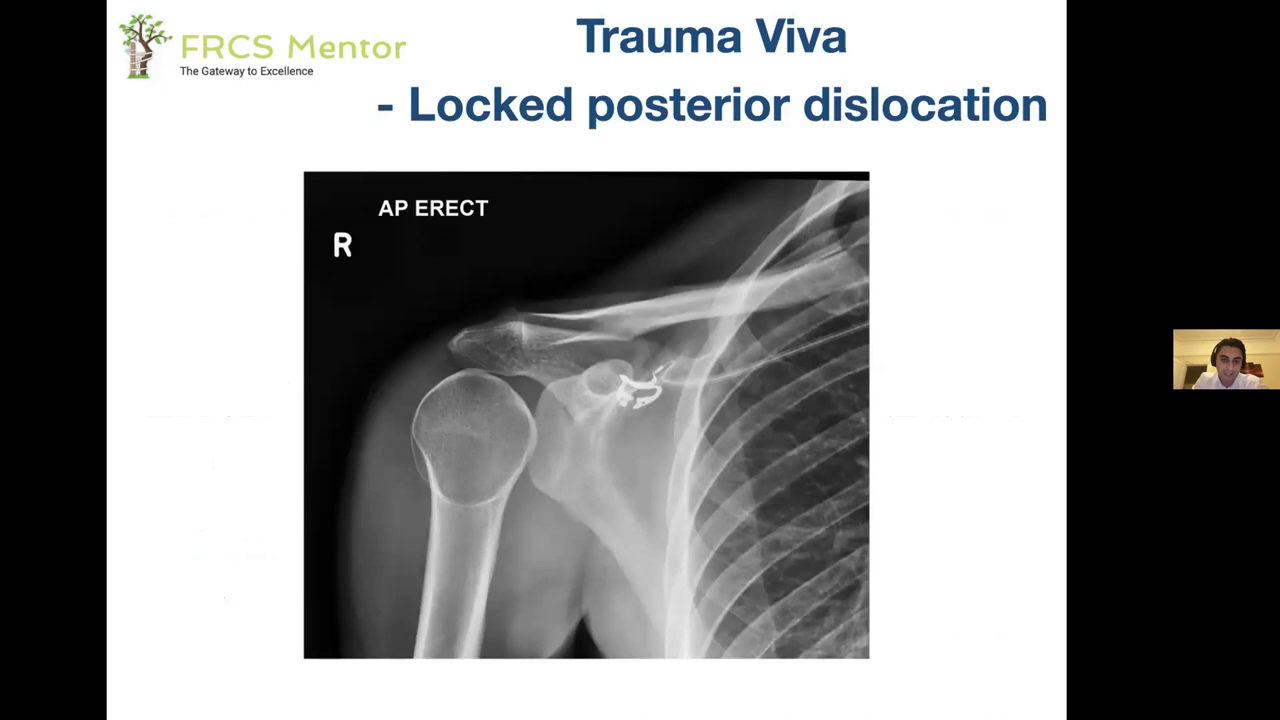 FRCS Mentor
The Gateway to Excellence
Trauma Viva
- Locked posterior dislocation
AP ERECT
R